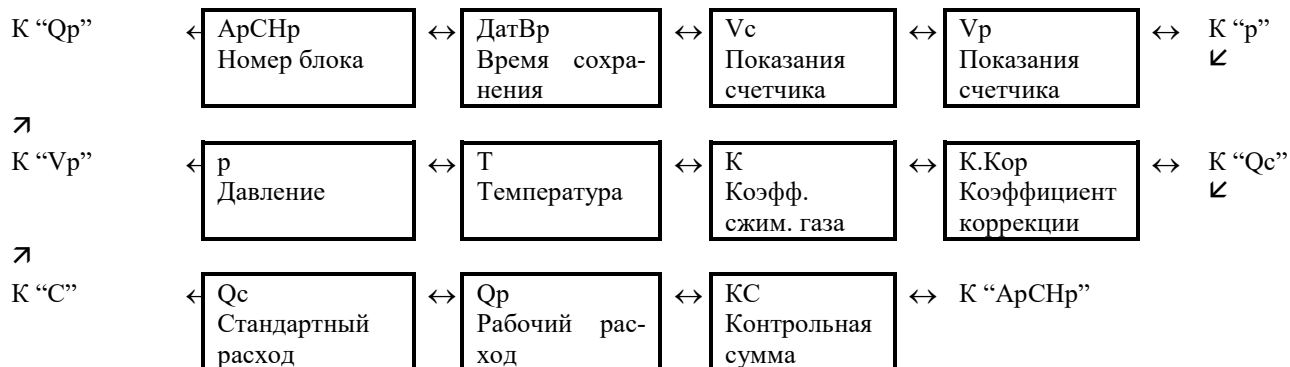 К “Qр” ← АрСНр ↔ ДатВр ↔ Vс ↔ Vр ↔ К “р”
Номер блока Время сохра- Показания Показания ↙
нения счетчика счетчика
↗
К “Vр” ← р ↔ Т ↔ К ↔ К.Кор ↔ К “Qс”
Давление Температура Коэфф. Коэффициент ↙
сжим. газа коррекции
↗
К “С” ← Qс ↔ Qр ↔ КС ↔ К “АрСНр”
Стандартный Рабочий рас- Контрольная
расход ход сумма